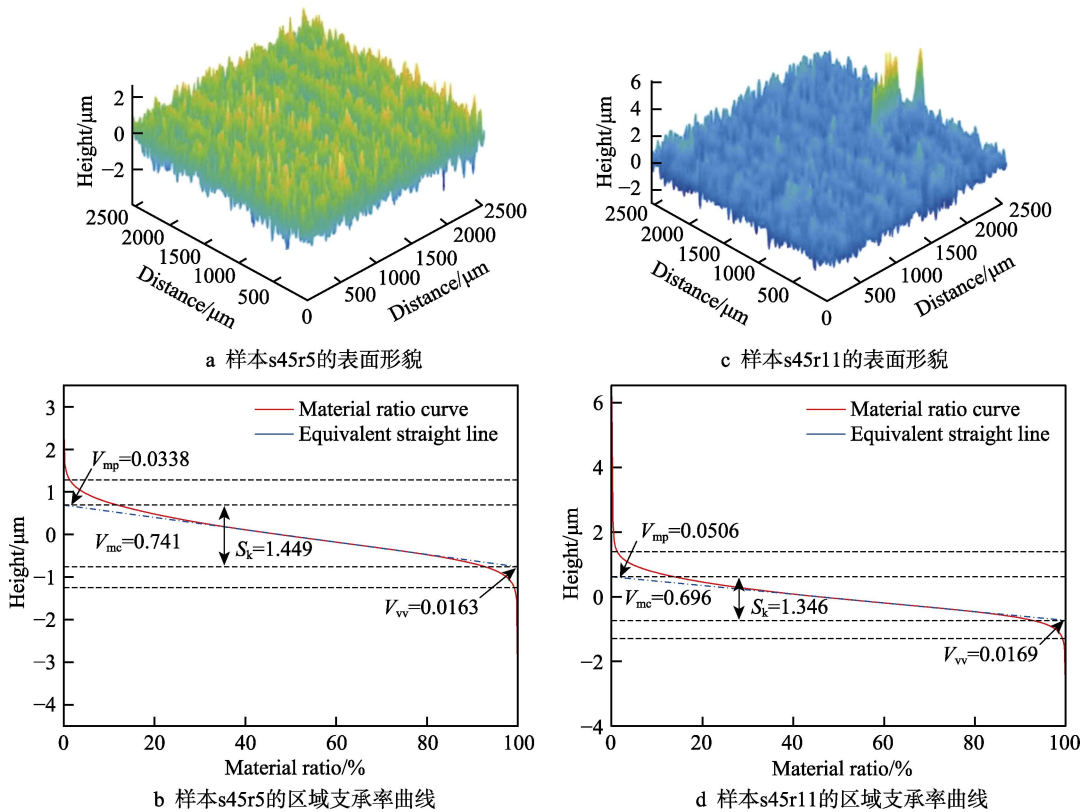 Height/μm
2
0
−2
2500
2000
1500
1000
500
0
500
1000
1500
2000
2500
Distance/μm
Distance/μm
a 样本s45r5的表面形貌
Height/μm
6
4
2
0
−2
2500
2000
1500
1000
500
0
500
1000
1500
2000
2500
Distance/μm
Distance/μm
c 样本s45r11的表面形貌
Height/μm
3
2
1
0
−1
−2
−3
−4
Material ratio curve
Equivalent straight line
Vmp=0.0338
Vmc=0.741
Sk=1.449
Vvv=0.0163
0
20
40
60
80
100
Material ratio/%
b 样本s45r5的区域支承率曲线
Height/μm
6
4
2
0
−2
−4
Material ratio curve
Equivalent straight line
Vmp=0.0506
Vmc=0.696
Sk=1.346
Vvv=0.0169
0
20
40
60
80
100
Material ratio/%
d 样本s45r11的区域支承率曲线